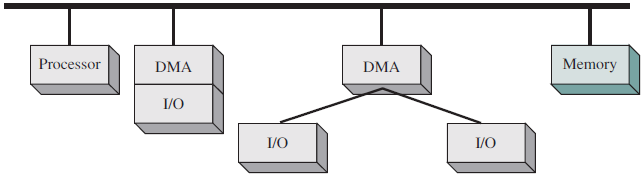 Processor
DMA
I/O
DMA
Memory
I/O
I/O